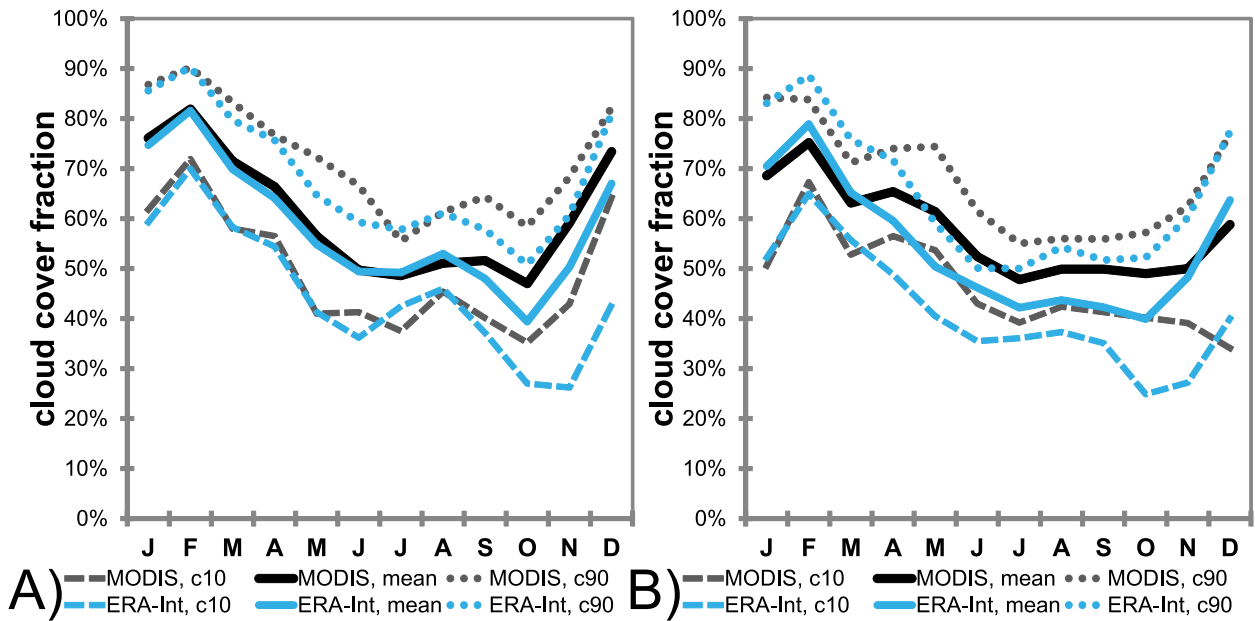 100%
90%
80%
70%
60%
50%
40%
30%
20%
10%
0%
cloud cover fraction
J F M A M J J A S O N D
A)
MODIS, c10 MODIS, mean MODIS, c90
ERA-Int, c10 ERA-Int, mean ERA-Int, c90
100%
90%
80%
70%
60%
50%
40%
30%
20%
10%
0%
cloud cover fraction
J F M A M J J A S O N D
B)
MODIS, c10 MODIS, mean MODIS, c90
ERA-Int, c10 ERA-Int, mean ERA-Int, c90